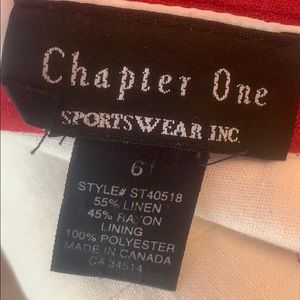 Chapter One
SPORTSWEAR INC.
6
STYLE# ST40518
55% LINEN
45% RAYON
LINING
100% POLYESTER
MADE IN CANADA
CA 34514